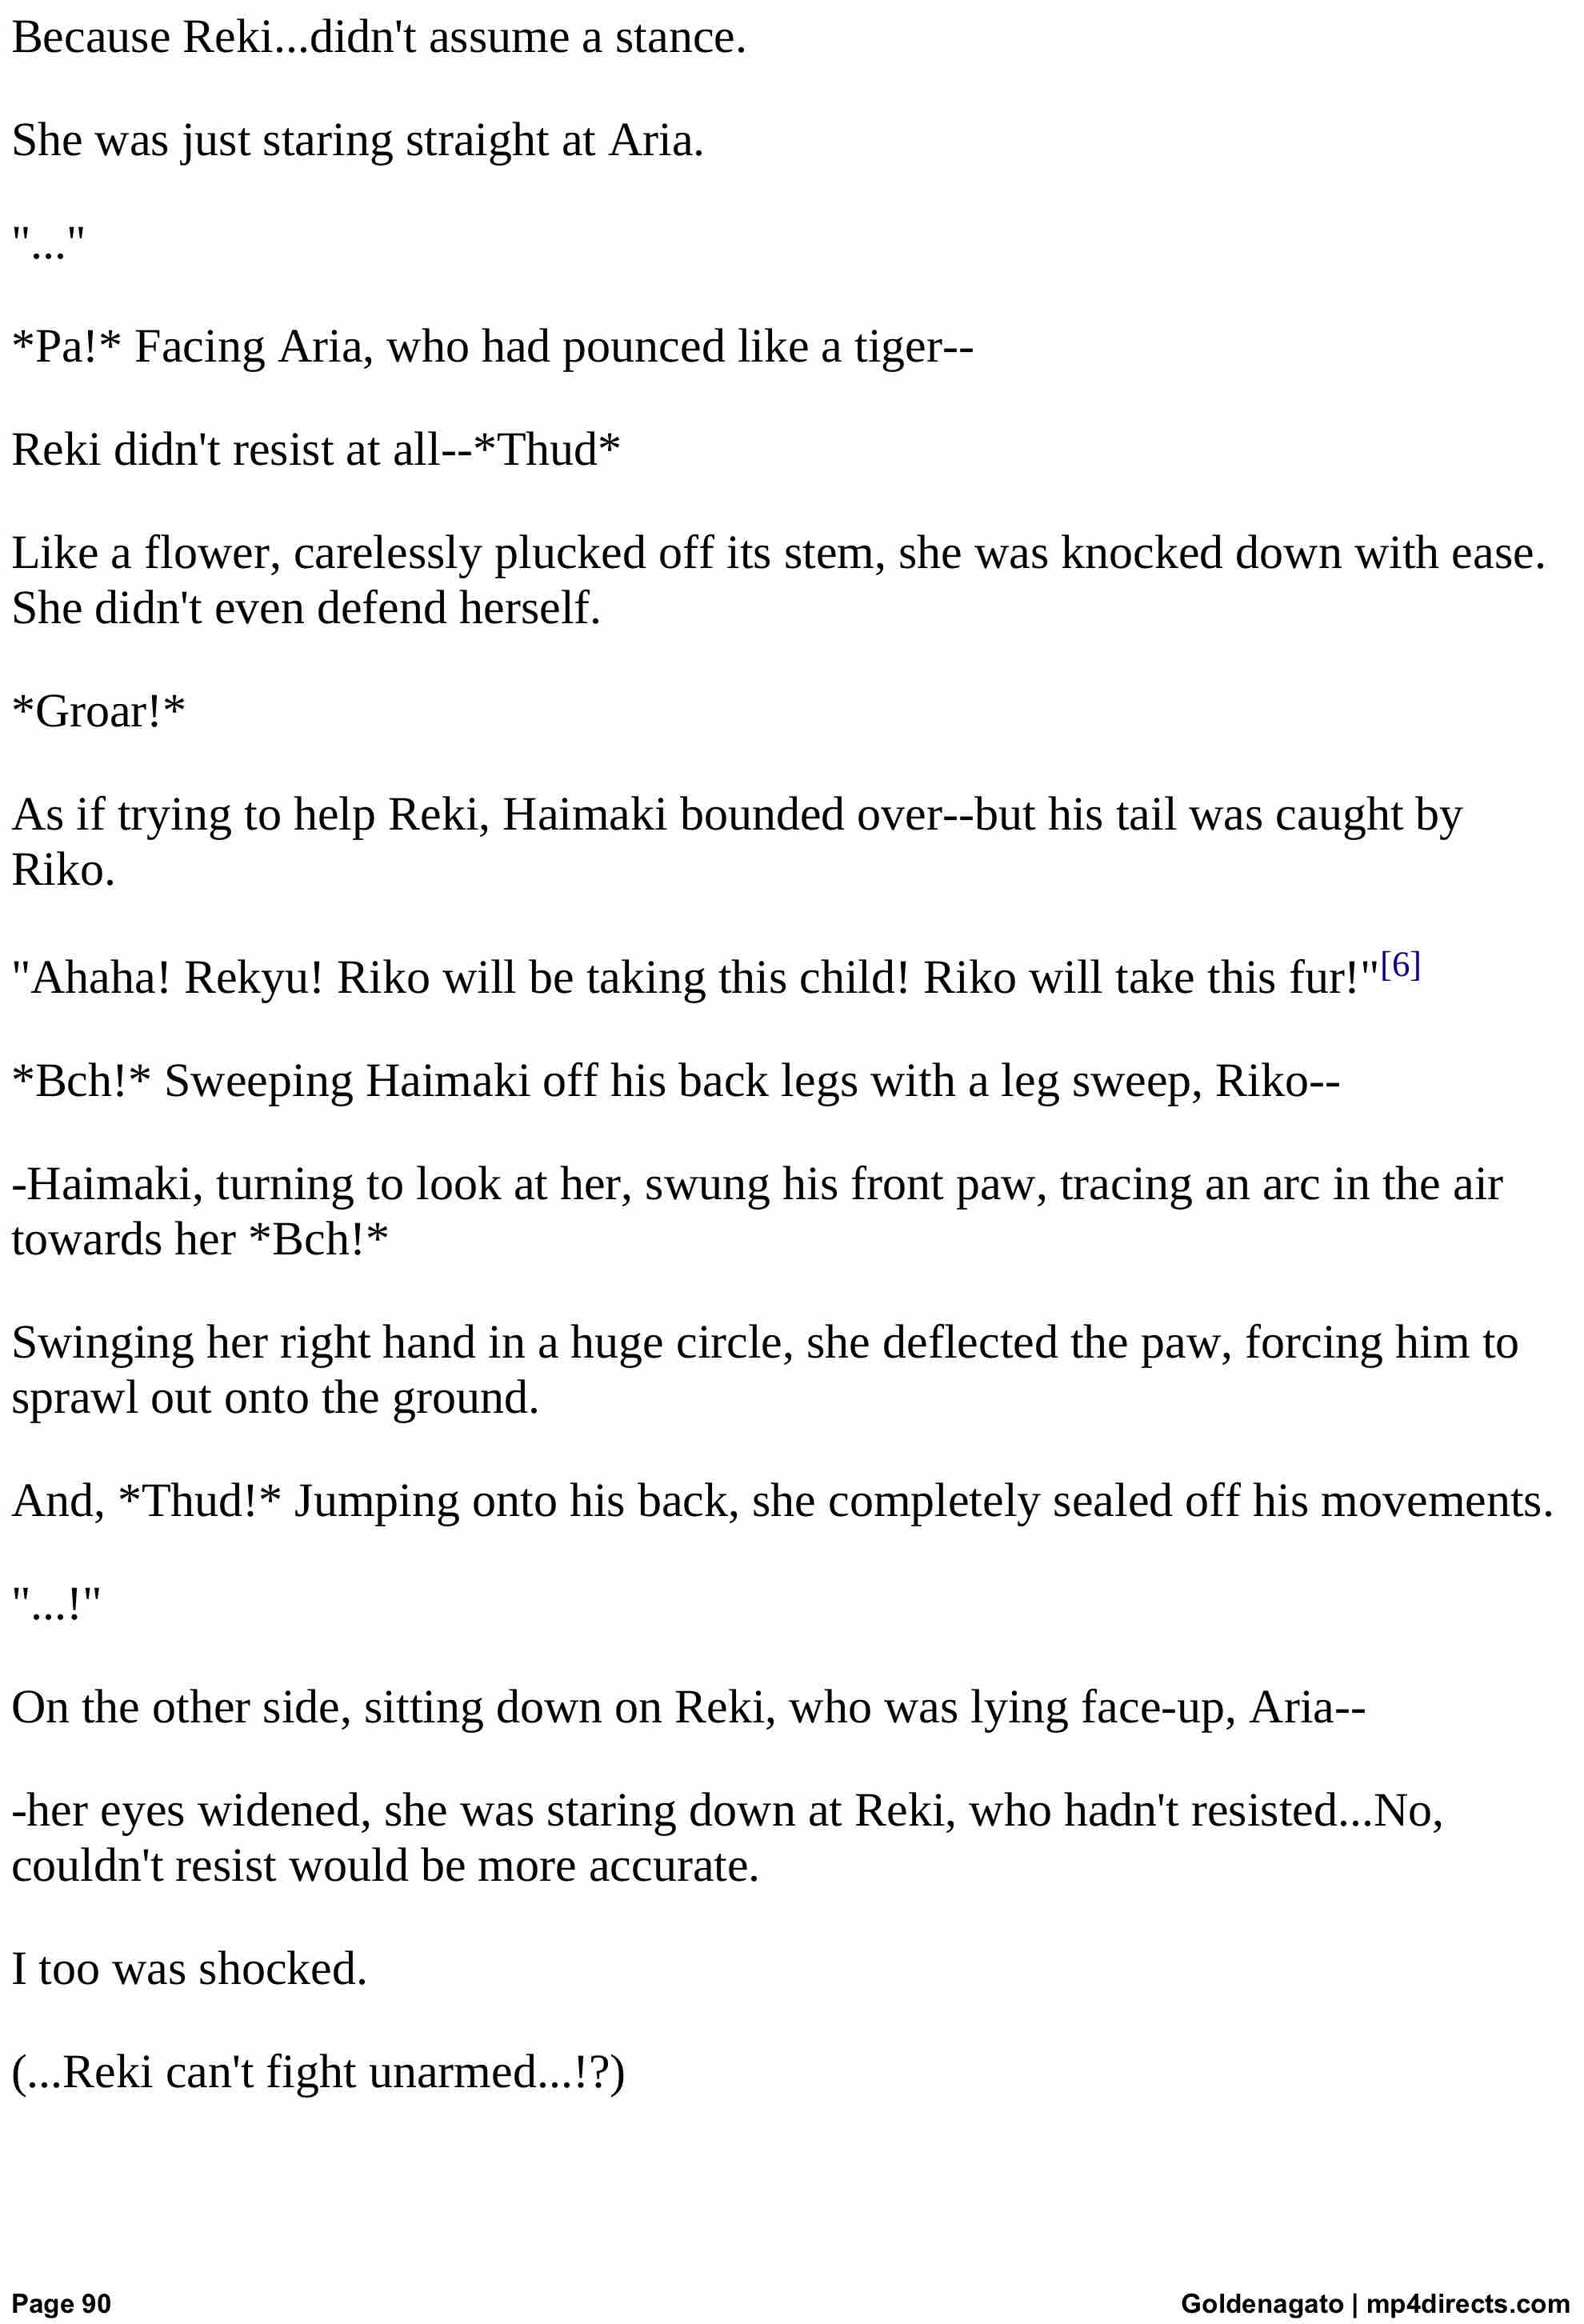 Because Reki...didn't assume a stance.
She was just staring straight at Aria.
"..."
*Pa!* Facing Aria, who had pounced like a tiger--
Reki didn't resist at all--*Thud*
Like a flower, carelessly plucked off its stem, she was knocked down with ease.
She didn't even defend herself.
*Groar!*
As if trying to help Reki, Haimaki bounded over--but his tail was caught by
Riko.
"Ahaha! Rekyu! Riko will be taking this child! Riko will take this fur!"[6]
*Bch!* Sweeping Haimaki off his back legs with a leg sweep, Riko--
-Haimaki, turning to look at her, swung his front paw, tracing an arc in the air
towards her *Bch!*
Swinging her right hand in a huge circle, she deflected the paw, forcing him to
sprawl out onto the ground.
And, *Thud!* Jumping onto his back, she completely sealed off his movements.
"...!"
On the other side, sitting down on Reki, who was lying face-up, Aria--
-her eyes widened, she was staring down at Reki, who hadn't resisted...No,
couldn't resist would be more accurate.
I too was shocked.
(...Reki can't fight unarmed...!?)
Page 90
Goldenagato | mp4directs.com